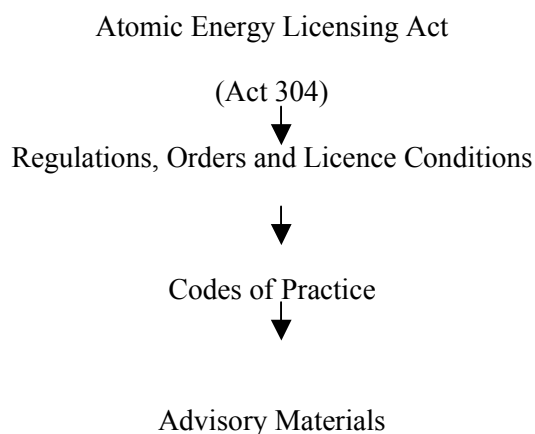 Atomic Energy Licensing Act
(Act 304)
Regulations, Orders and Licence Conditions
Codes of Practice
Advisory Materials